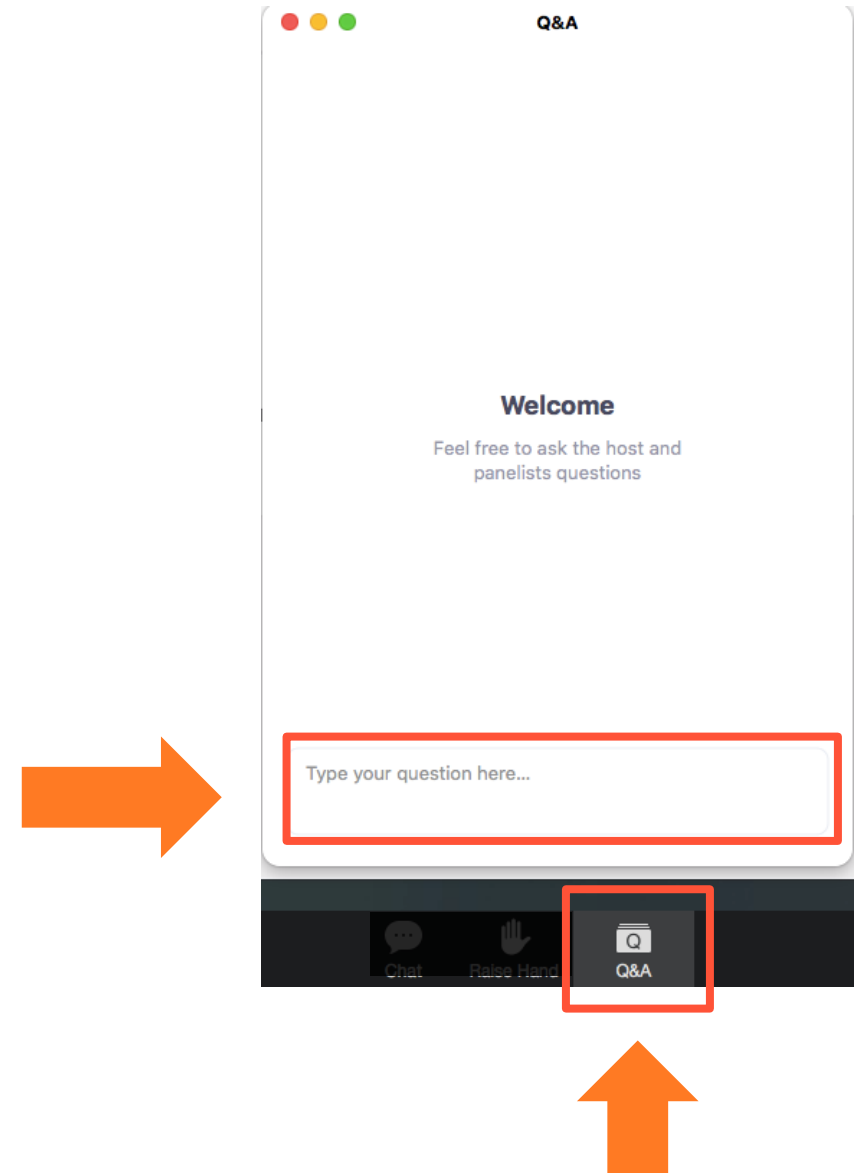 Q&A
Welcome
Feel free to ask the host and
panelists questions
Type your question here...
Chat Raise Hand Q&A